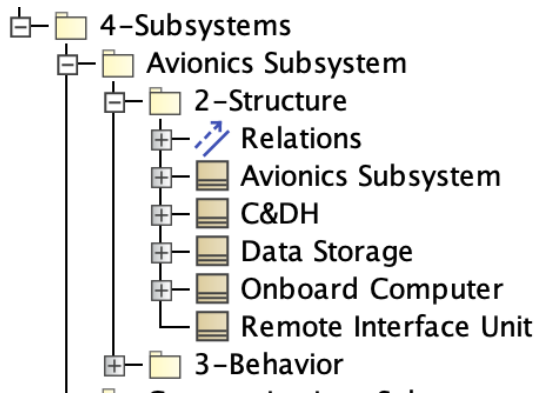 4-Subsystems
Avionics Subsystem
2-Structure
Relations
Avionics Subsystem
C&DH
Data Storage
Onboard Computer
Remote Interface Unit
3-Behavior